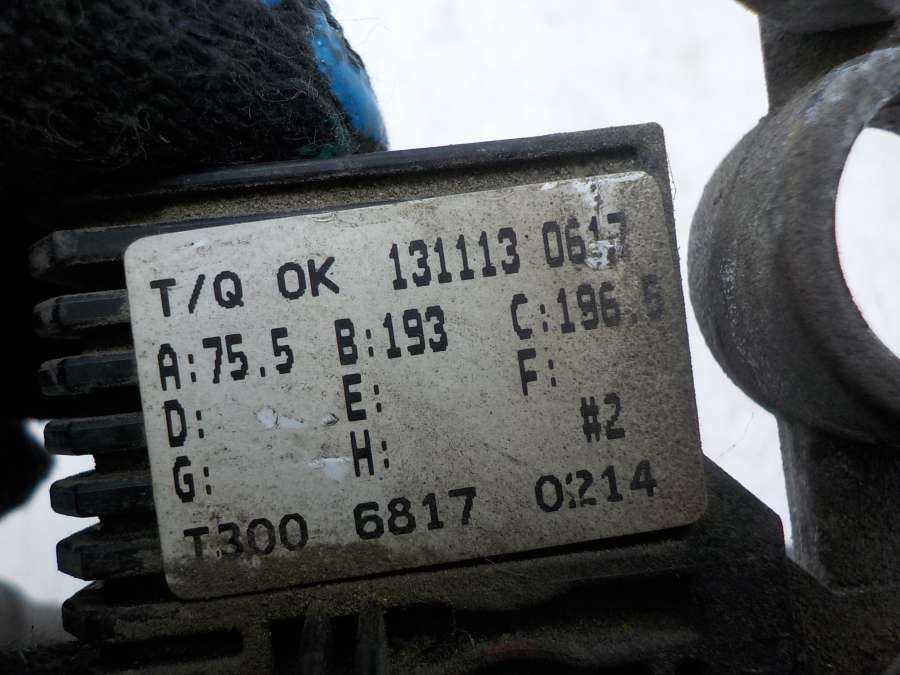 T/Q OK 131113 0617
A:75.5 B:193 C:196.5
D: E: F:
G: H: #2
T300 6817 0214